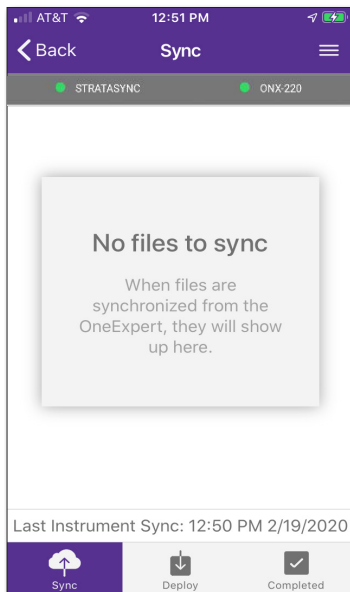 AT&T 12:51 PM
Back Sync
STRATASYNC ONX-220
No files to sync
When files are
synchronized from the
OneExpert, they will show
up here.
Last Instrument Sync: 12:50 PM 2/19/2020
Sync Deploy Completed